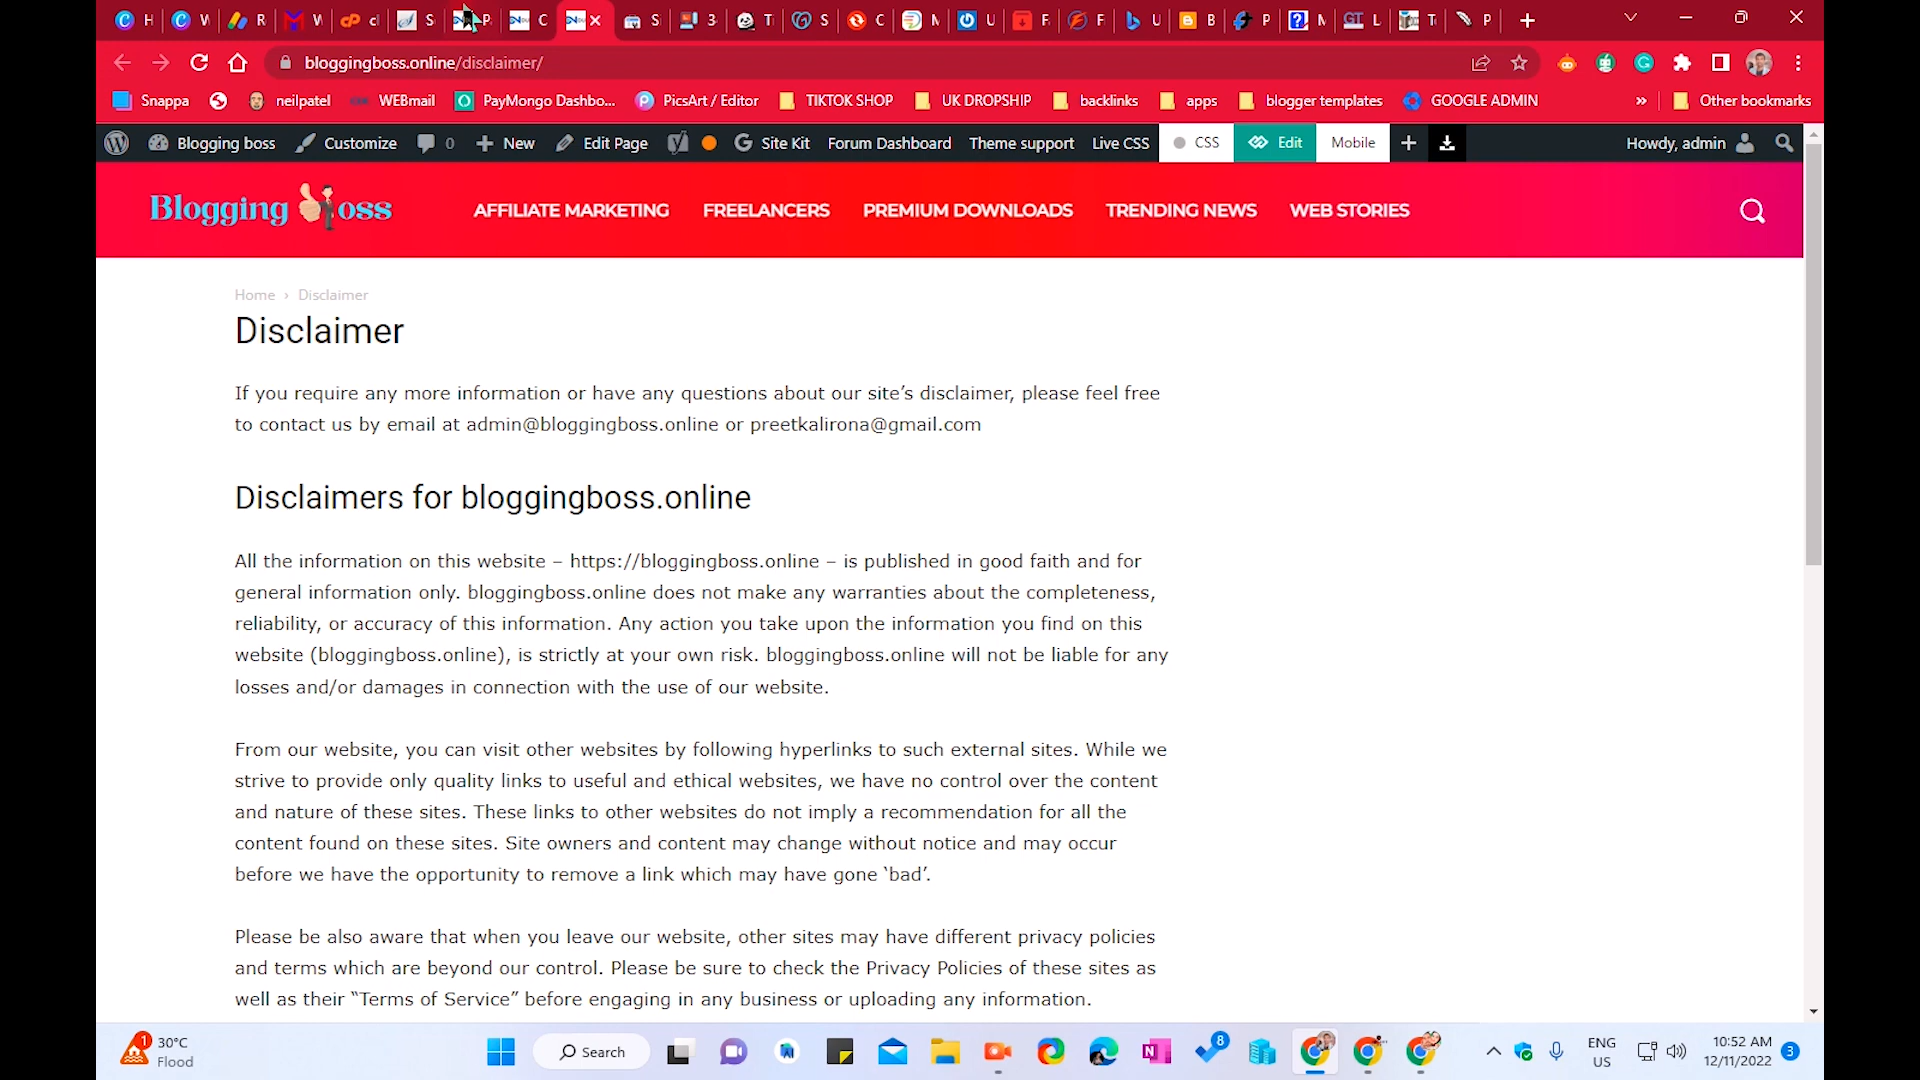 bloggingboss.online/disclaimer/
Snappa neilpatel WEBmail PayMongo Dashbo... PicsArt / Editor TIKTOK SHOP UK DROPSHIP backlinks apps blogger templates GOOGLE ADMIN » Other bookmarks
Blogging boss Customize 0 New Edit Page Site Kit Forum Dashboard Theme support Live CSS CSS Edit Mobile Howdy, admin
Blogging oss AFFILIATE MARKETING FREELANCERS PREMIUM DOWNLOADS TRENDING NEWS WEB STORIES
Home › Disclaimer
Disclaimer
If you require any more information or have any questions about our site’s disclaimer, please feel free
to contact us by email at admin@bloggingboss.online or preetkalirona@gmail.com
Disclaimers for bloggingboss.online
All the information on this website – https://bloggingboss.online – is published in good faith and for
general information only. bloggingboss.online does not make any warranties about the completeness,
reliability, or accuracy of this information. Any action you take upon the information you find on this
website (bloggingboss.online), is strictly at your own risk. bloggingboss.online will not be liable for any
losses and/or damages in connection with the use of our website.
From our website, you can visit other websites by following hyperlinks to such external sites. While we
strive to provide only quality links to useful and ethical websites, we have no control over the content
and nature of these sites. These links to other websites do not imply a recommendation for all the
content found on these sites. Site owners and content may change without notice and may occur
before we have the opportunity to remove a link which may have gone ‘bad’.
Please be also aware that when you leave our website, other sites may have different privacy policies
and terms which are beyond our control. Please be sure to check the Privacy Policies of these sites as
well as their “Terms of Service” before engaging in any business or uploading any information.
1 30°C
Flood
Search
8
ENG
US
10:52 AM
12/11/2022
3